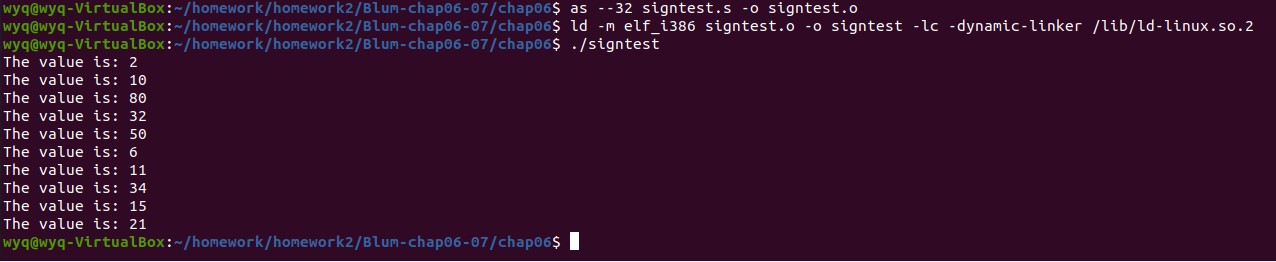 wyq@wyq-VirtualBox:~/homework/homework2/Blum-chap06-07/chap06$ as --32 signtest.s -o signtest.o
wyq@wyq-VirtualBox:~/homework/homework2/Blum-chap06-07/chap06$ ld -m elf_i386 signtest.o -o signtest -lc -dynamic-linker /lib/ld-linux.so.2
wyq@wyq-VirtualBox:~/homework/homework2/Blum-chap06-07/chap06$ ./signtest
The value is: 2
The value is: 10
The value is: 80
The value is: 32
The value is: 50
The value is: 6
The value is: 11
The value is: 34
The value is: 15
The value is: 21
wyq@wyq-VirtualBox:~/homework/homework2/Blum-chap06-07/chap06$